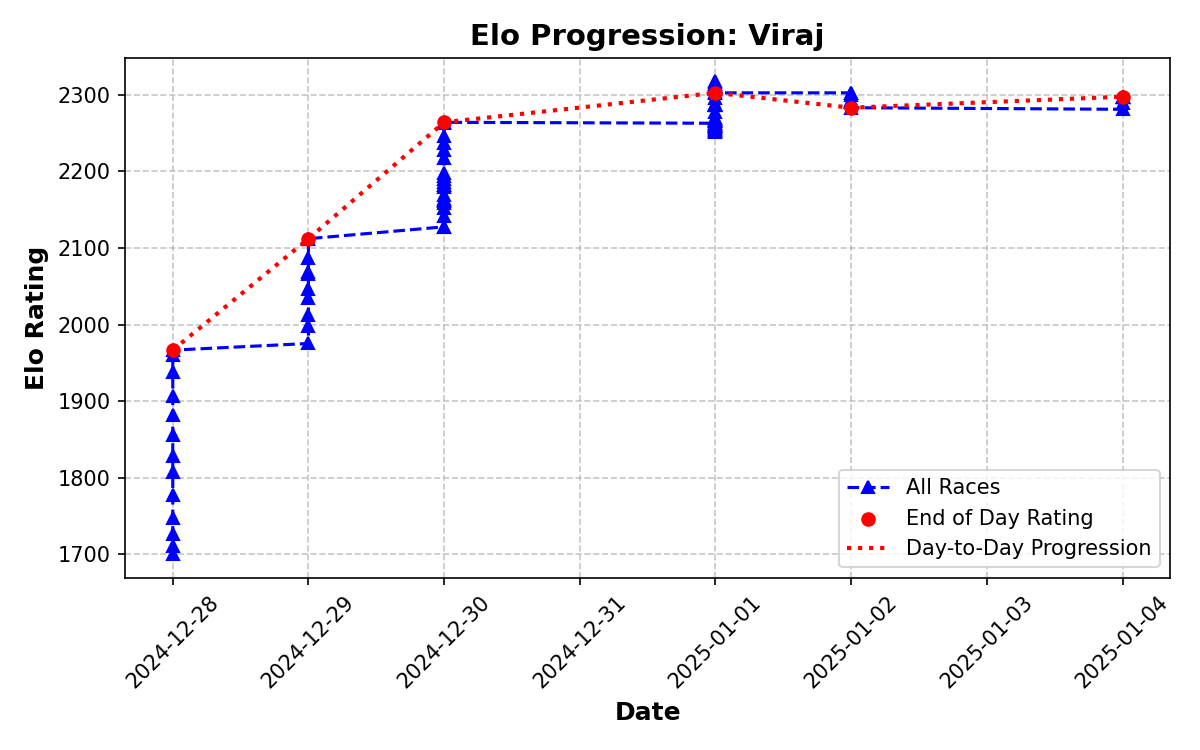 Elo Progression: Viraj
Elo Rating
2300
2200
2100
2000
1900
1800
1700
All Races
End of Day Rating
Day-to-Day Progression
2024-12-28
2024-12-29
2024-12-30
2024-12-31
2025-01-01
2025-01-02
2025-01-03
2025-01-04
Date